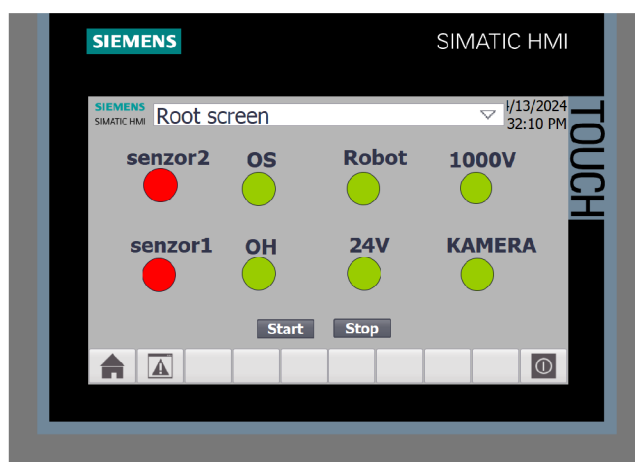 SIEMENS
SIMATIC HMI
SIEMENS
SIMATIC HMI
Root screen
/13/2024
32:10 PM
TOUCH
senzor2 OS Robot 1000V
senzor1 OH 24V KAMERA
Start Stop